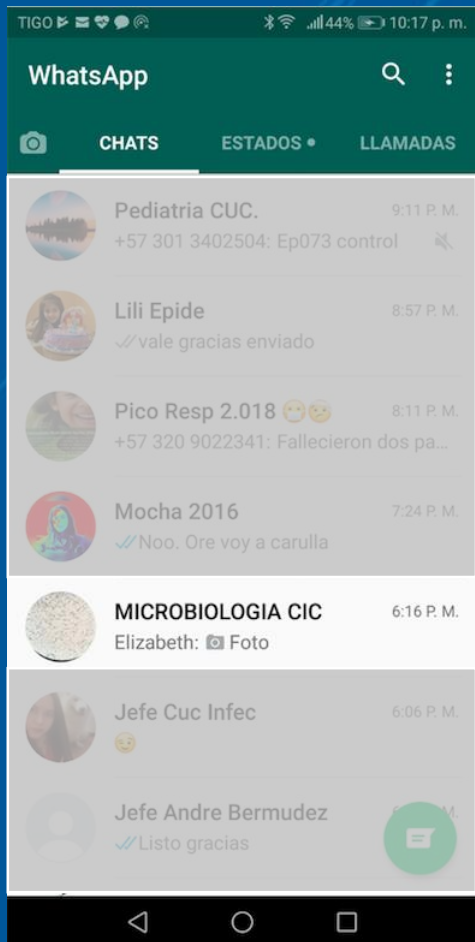 TIGO 44% 10:17 p. m.
WhatsApp
CHATS ESTADOS LLAMADAS
Pediatria CUC. 9:11 P. M.
+57 301 3402504: Ep073 control
Lili Epide 8:57 P. M.
vale gracias enviado
Pico Resp 2.018 😷🤒 8:11 P. M.
+57 320 9022341: Fallecieron dos pa...
Mocha 2016 7:24 P. M.
Noo. Ore voy a carulla
MICROBIOLOGIA CIC 6:16 P. M.
Elizabeth: Foto
Jefe Cuc Infec 6:06 P. M.
😉
Jefe Andre Bermudez
Listo gracias